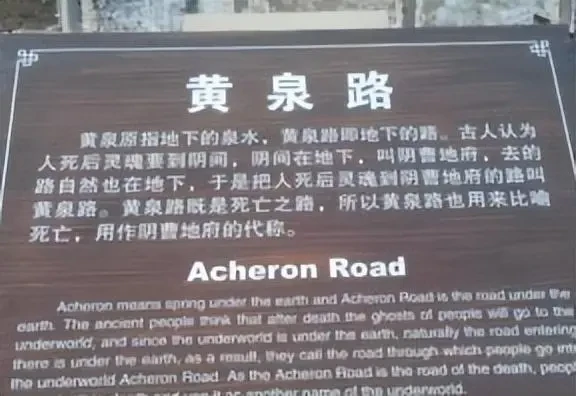 黄泉路
黄泉原指地下的泉水，黄泉路即地下的路。古人认为
人死后灵魂要到阴间，阴间在地下，叫阴曹地府，去的
路自然也在地下，于是把人死后灵魂到阴曹地府的路叫
黄泉路。黄泉路既是死亡之路，所以黄泉路也用来比喻
死亡，用作阴曹地府的代称。
Acheron Road
Acheron means spring under the earth and Acheron Road is the road under the
earth. The ancient people think that after death the ghosts of people will go to the
underworld, and since the underworld is under the earth, naturally the road entering
there is under the earth, as a result, they call the road through which people go into
the underworld Acheron Road. As the Acheron Road is the road of the death, people
and use it as another name of the underworld.